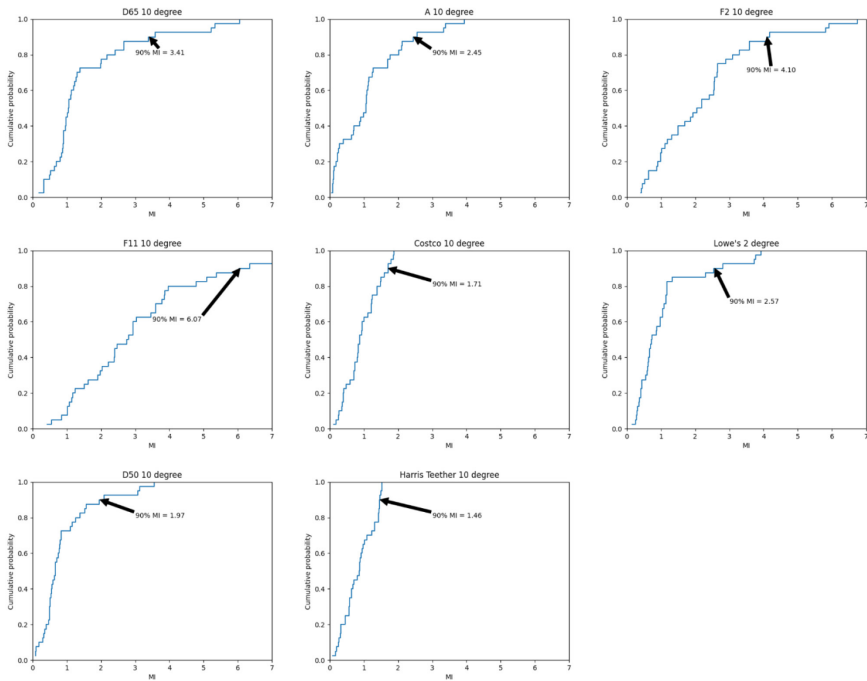 D65 10 degree
1.0
0.8
0.6
0.4
0.2
0.0
Cumulative probability
90% MI = 3.41
0 1 2 3 4 5 6 7
MI
A 10 degree
1.0
0.8
0.6
0.4
0.2
0.0
Cumulative probability
90% MI = 2.45
0 1 2 3 4 5 6 7
MI
F2 10 degree
1.0
0.8
0.6
0.4
0.2
0.0
Cumulative probability
90% MI = 4.10
0 1 2 3 4 5 6 7
MI
F11 10 degree
1.0
0.8
0.6
0.4
0.2
0.0
Cumulative probability
90% MI = 6.07
0 1 2 3 4 5 6 7
MI
Costco 10 degree
1.0
0.8
0.6
0.4
0.2
0.0
Cumulative probability
90% MI = 1.71
0 1 2 3 4 5 6 7
MI
Lowe's 2 degree
1.0
0.8
0.6
0.4
0.2
0.0
Cumulative probability
90% MI = 2.57
0 1 2 3 4 5 6 7
MI
D50 10 degree
1.0
0.8
0.6
0.4
0.2
0.0
Cumulative probability
90% MI = 1.97
0 1 2 3 4 5 6 7
MI
Harris Teether 10 degree
1.0
0.8
0.6
0.4
0.2
0.0
Cumulative probability
90% MI = 1.46
0 1 2 3 4 5 6 7
MI